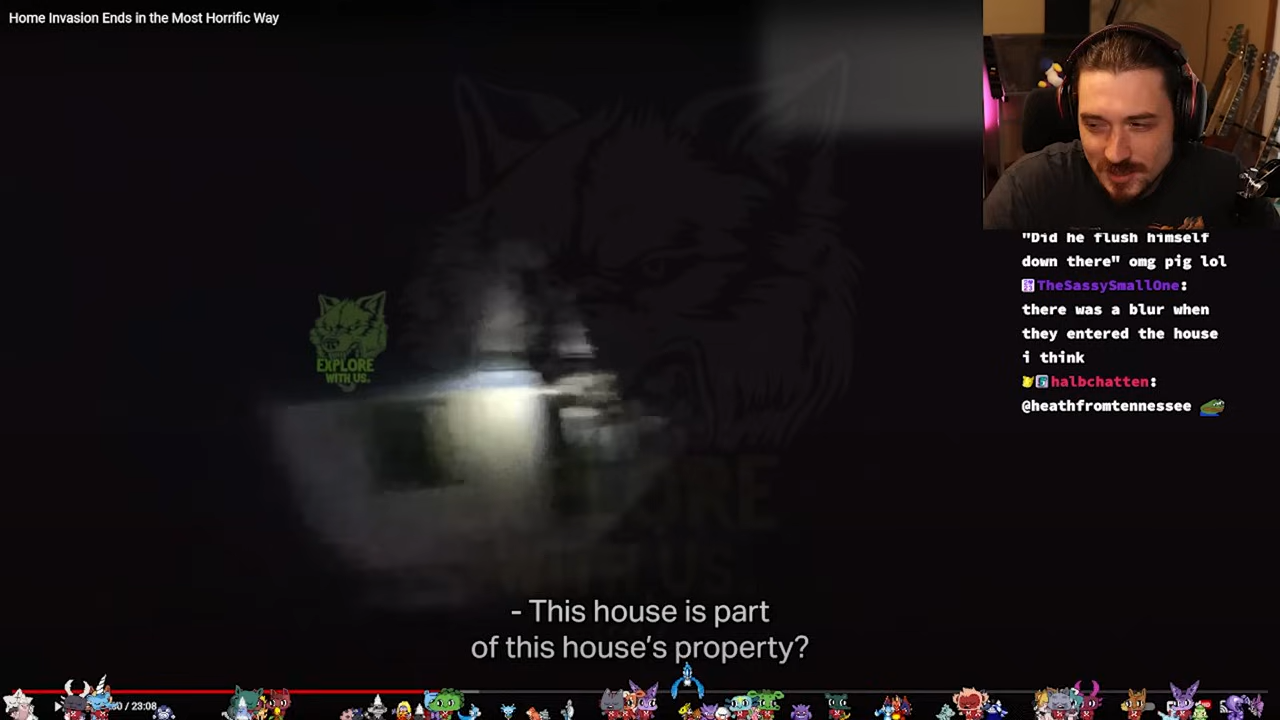 Home Invasion Ends in the Most Horrific Way
"Did he flush himself
down there" omg pig lol
TheSassySmallOne:
there was a blur when
they entered the house
i think
halbchatten:
@heathfromtennessee
EXPLORE
WITH US.
- This house is part
of this house's property?
/ 23:08